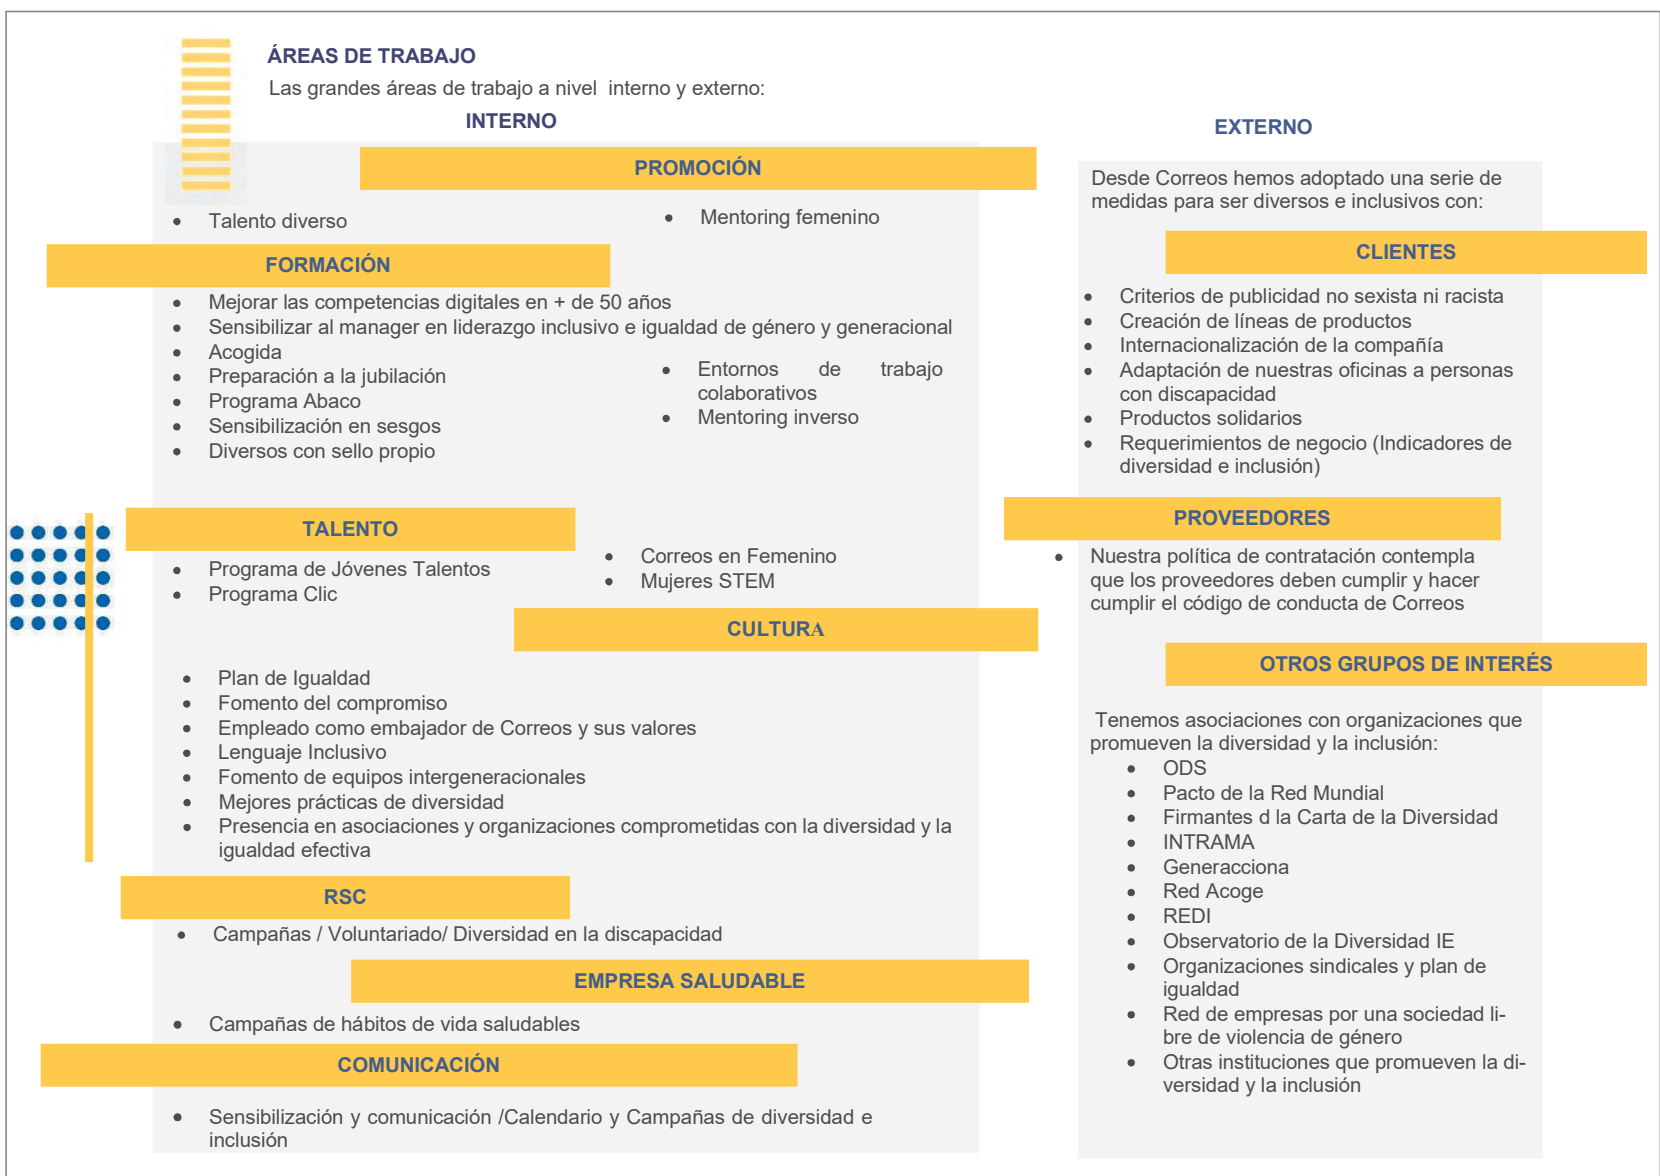 ÁREAS DE TRABAJO
Las grandes áreas de trabajo a nivel interno y externo:
INTERNO
PROMOCIÓN
• Talento diverso
• Mentoring femenino
FORMACIÓN
• Mejorar las competencias digitales en + de 50 años
• Sensibilizar al manager en liderazgo inclusivo e igualdad de género y generacional
• Acogida
• Preparación a la jubilación
• Programa Abaco
• Sensibilización en sesgos
• Diversos con sello propio
• Entornos de trabajo
colaborativos
• Mentoring inverso
TALENTO
• Programa de Jóvenes Talentos
• Programa Clic
• Correos en Femenino
• Mujeres STEM
CULTURA
• Plan de Igualdad
• Fomento del compromiso
• Empleado como embajador de Correos y sus valores
• Lenguaje Inclusivo
• Fomento de equipos intergeneracionales
• Mejores prácticas de diversidad
• Presencia en asociaciones y organizaciones comprometidas con la diversidad y la
igualdad efectiva
RSC
• Campañas / Voluntariado/ Diversidad en la discapacidad
EMPRESA SALUDABLE
• Campañas de hábitos de vida saludables
COMUNICACIÓN
• Sensibilización y comunicación /Calendario y Campañas de diversidad e
inclusión
EXTERNO
Desde Correos hemos adoptado una serie de
medidas para ser diversos e inclusivos con:
CLIENTES
• Criterios de publicidad no sexista ni racista
• Creación de líneas de productos
• Internacionalización de la compañía
• Adaptación de nuestras oficinas a personas
con discapacidad
• Productos solidarios
• Requerimientos de negocio (Indicadores de
diversidad e inclusión)
PROVEEDORES
• Nuestra política de contratación contempla
que los proveedores deben cumplir y hacer
cumplir el código de conducta de Correos
OTROS GRUPOS DE INTERÉS
Tenemos asociaciones con organizaciones que
promueven la diversidad y la inclusión:
• ODS
• Pacto de la Red Mundial
• Firmantes d la Carta de la Diversidad
• INTRAMA
• Generacciona
• Red Acoge
• REDI
• Observatorio de la Diversidad IE
• Organizaciones sindicales y plan de
igualdad
• Red de empresas por una sociedad li-
bre de violencia de género
• Otras instituciones que promueven la di-
versidad y la inclusión